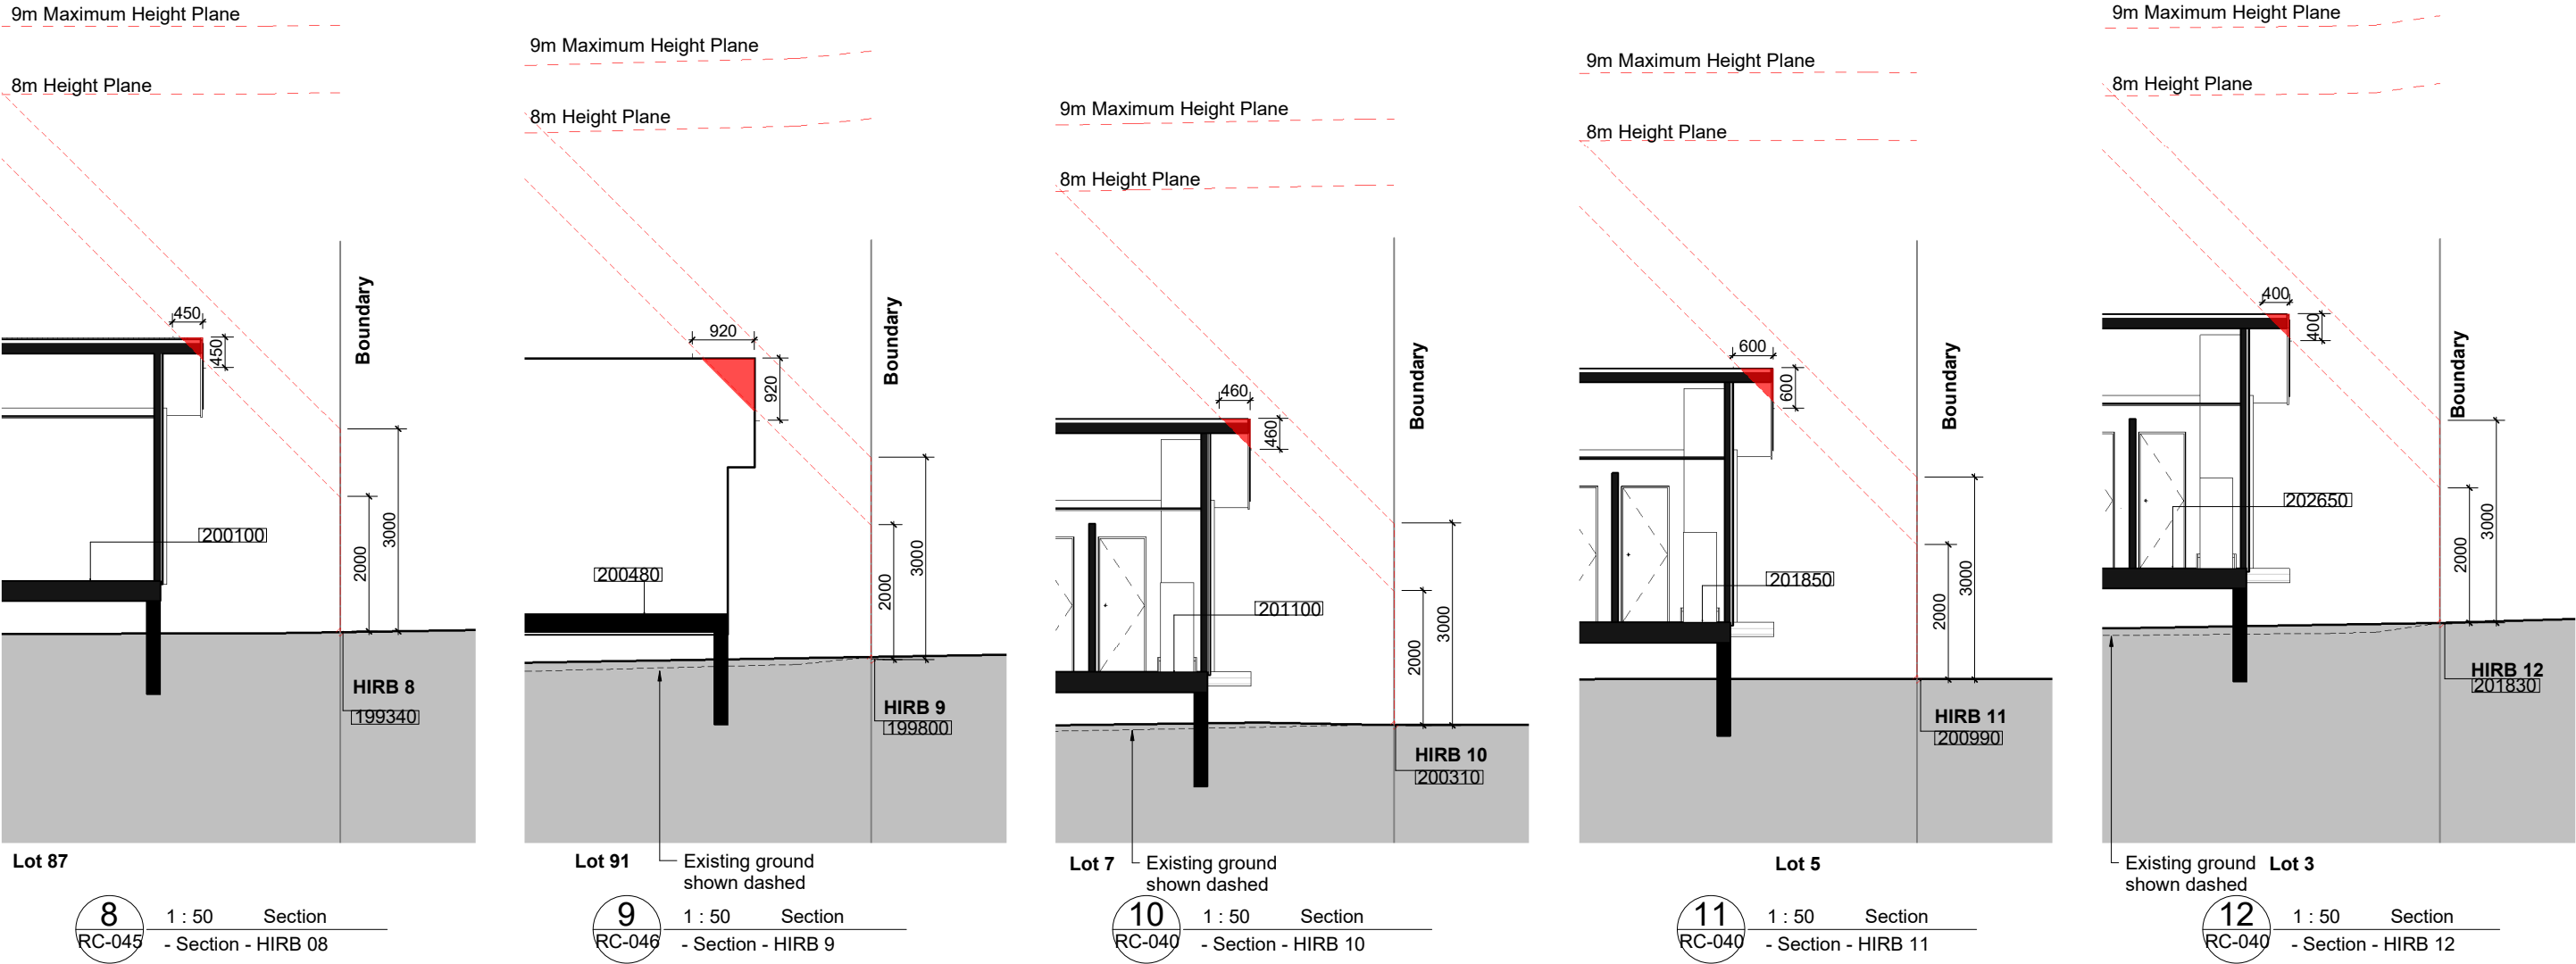 9m Maximum Height Plane
8m Height Plane
450
450
Boundary
200100
2000
3000
HIRB 8
199340
Lot 87
8
RC-045
1 : 50 Section
- Section - HIRB 08
9m Maximum Height Plane
8m Height Plane
920
920
Boundary
200480
2000
3000
HIRB 9
199800
Lot 91
Existing ground
shown dashed
9
RC-046
1 : 50 Section
- Section - HIRB 9
9m Maximum Height Plane
8m Height Plane
460
460
Boundary
201100
2000
3000
HIRB 10
200310
Lot 7
Existing ground
shown dashed
10
RC-040
1 : 50 Section
- Section - HIRB 10
9m Maximum Height Plane
8m Height Plane
600
600
Boundary
201850
2000
3000
HIRB 11
200990
Lot 5
11
RC-040
1 : 50 Section
- Section - HIRB 11
9m Maximum Height Plane
8m Height Plane
400
400
Boundary
202650
2000
3000
HIRB 12
201830
Existing ground
shown dashed
Lot 3
12
RC-040
1 : 50 Section
- Section - HIRB 12